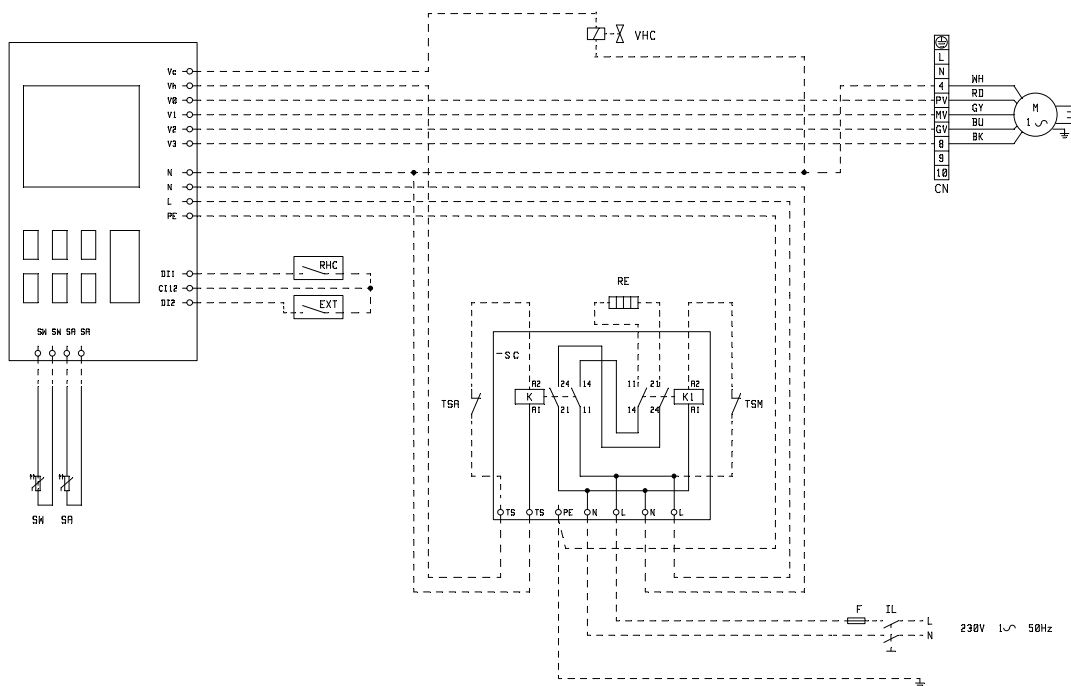 VHC
Vc
Vh
V0
V1
V2
V3
N
N
L
PE
L
N
4
PV
MV
GV
8
9
10
CN
WH
RD
GY
BU
BK
M
1
DI1
CI12
DI2
RHC
EXT
SW SW SA SA
SW SA
RE
-SC
TSA
K
A2
A1
24
21
14
11
11
14
21
24
K1
A2
A1
TSM
TS TS PE N L N L
F IL
L
N
230V 1 50Hz